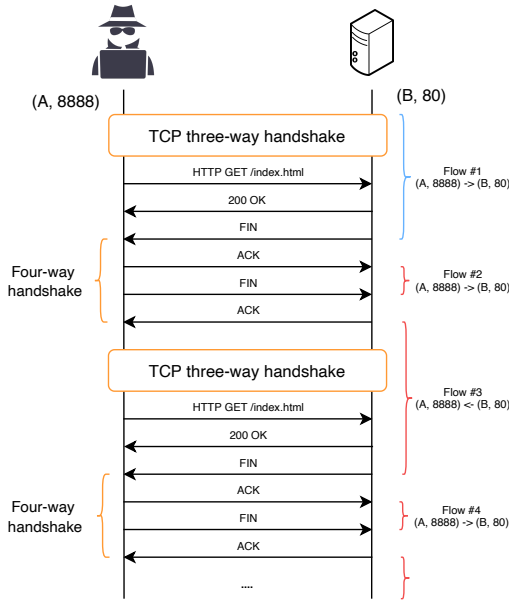 (A, 8888)
(B, 80)
TCP three-way handshake
HTTP GET /index.html
200 OK
FIN
Flow #1
(A, 8888) -> (B, 80)
Four-way
handshake
ACK
FIN
ACK
Flow #2
(A, 8888) -> (B, 80)
TCP three-way handshake
HTTP GET /index.html
200 OK
FIN
Flow #3
(A, 8888) <- (B, 80)
Four-way
handshake
ACK
FIN
ACK
Flow #4
(A, 8888) -> (B, 80)
....